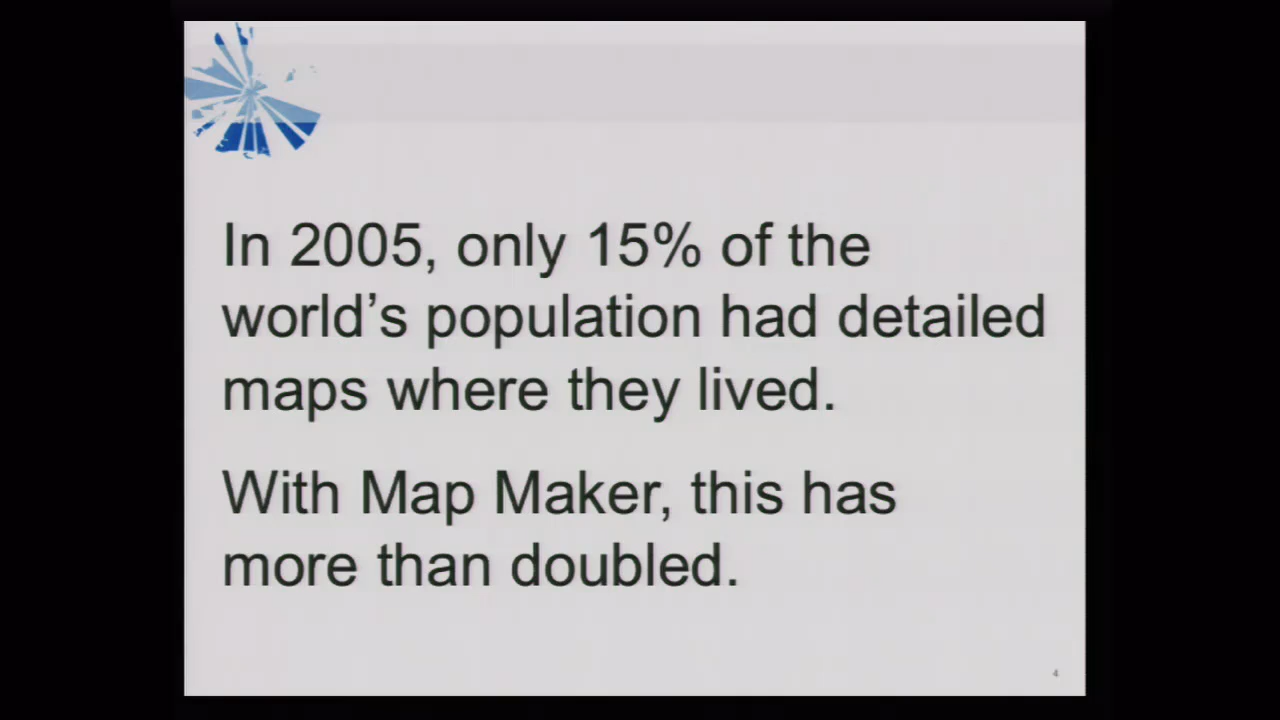 In 2005, only 15% of the
world’s population had detailed
maps where they lived.
With Map Maker, this has
more than doubled.
4